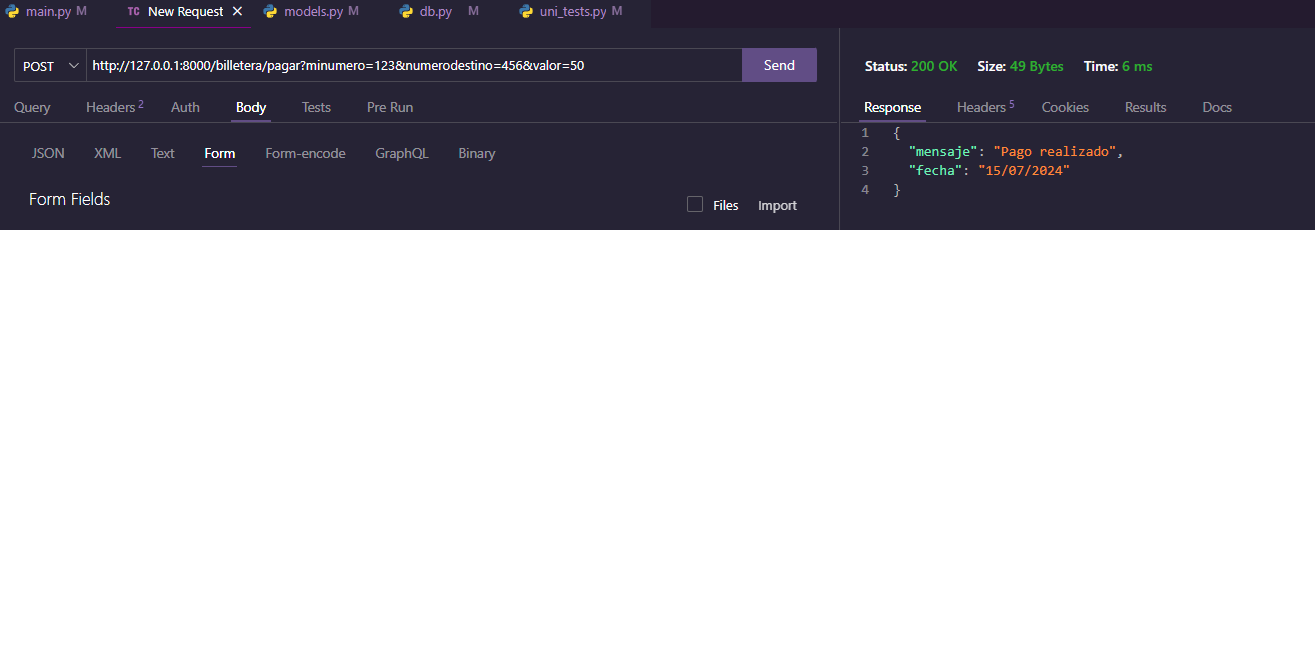 main.py M TC New Request models.py M db.py M uni_tests.py M
POST http://127.0.0.1:8000/billetera/pagar?minumero=123&numerodestino=456&valor=50 Send
Query Headers 2 Auth Body Tests Pre Run
JSON XML Text Form Form-encode GraphQL Binary
Form Fields
Files Import
Status: 200 OK Size: 49 Bytes Time: 6 ms
Response Headers 5 Cookies Results Docs
1 {
2 "mensaje": "Pago realizado",
3 "fecha": "15/07/2024"
4 }